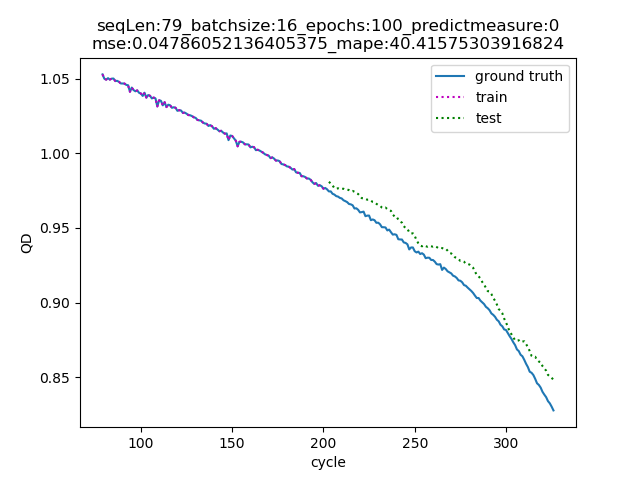 seqLen:79_batchsize:16_epochs:100_predictmeasure:0
mse:0.04786052136405375_mape:40.41575303916824
ground truth
train
test
1.05
1.00
0.95
0.90
0.85
QD
100 150 200 250 300
cycle